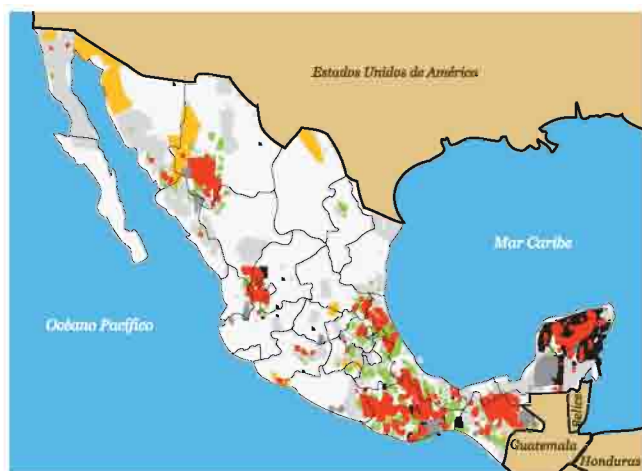 Estados Unidos de América
Mar Caribe
Océano Pacífico
Belice
Guatemala
Honduras